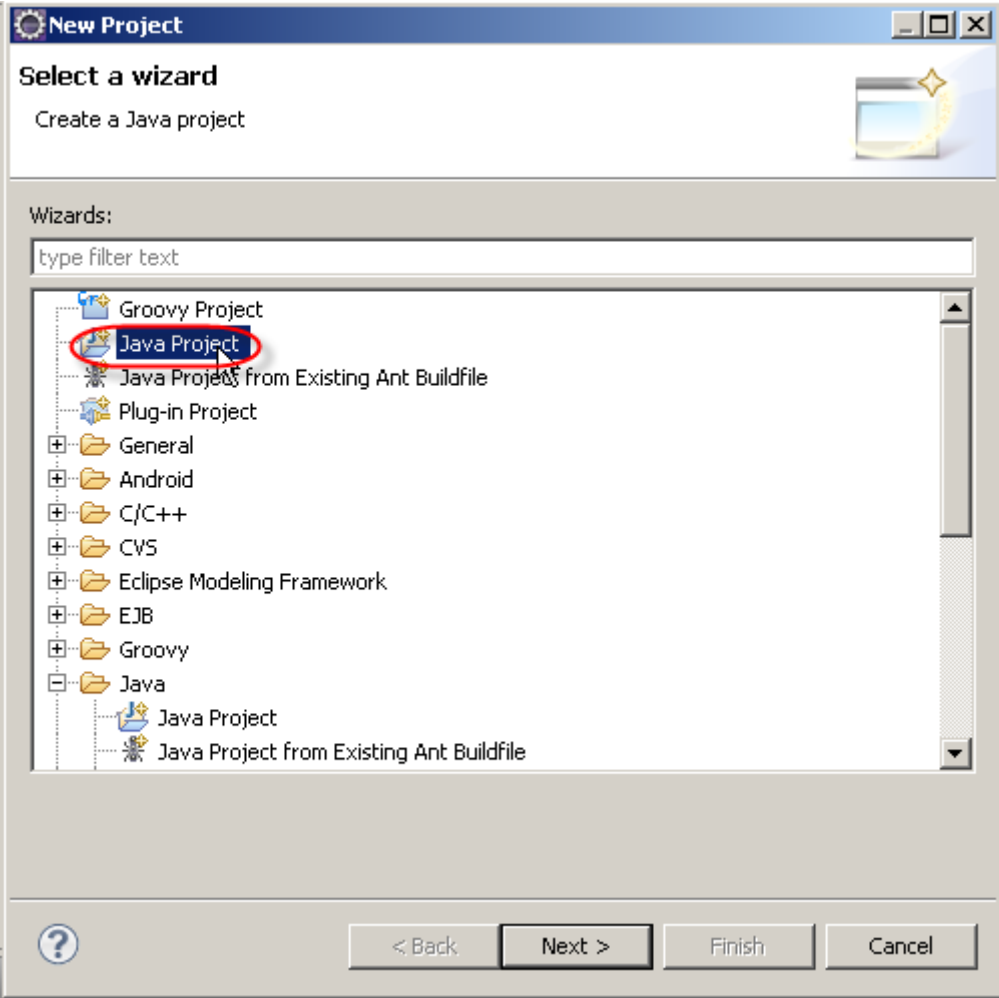 New Project
Select a wizard
Create a Java project
Wizards:
type filter text
Groovy Project
Java Project
Java Project from Existing Ant Buildfile
Plug-in Project
General
Android
C/C++
CVS
Eclipse Modeling Framework
EJB
Groovy
Java
Java Project
Java Project from Existing Ant Buildfile
< Back Next > Finish Cancel